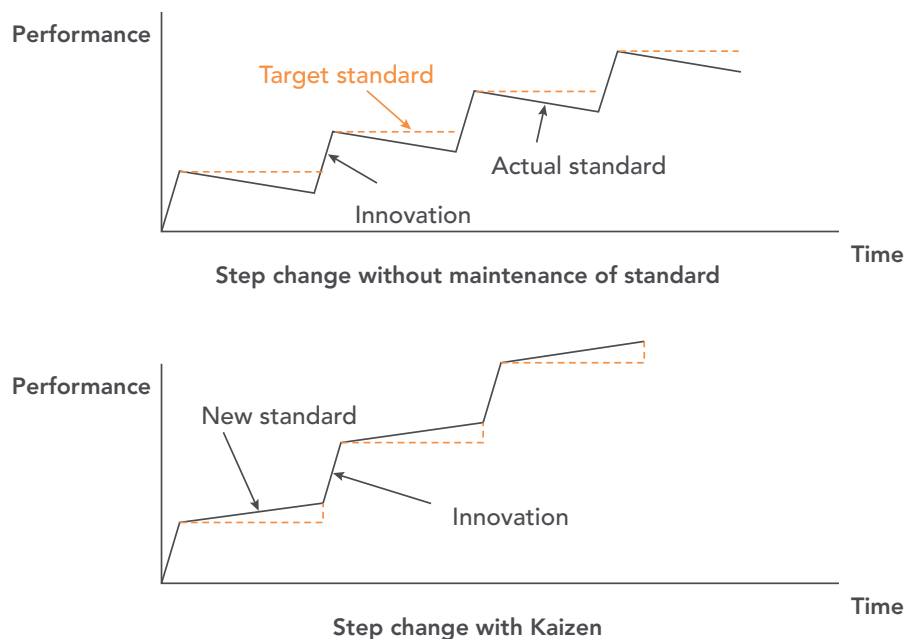 Performance
Target standard
Actual standard
Innovation
Time
Step change without maintenance of standard
Performance
New standard
Innovation
Time
Step change with Kaizen